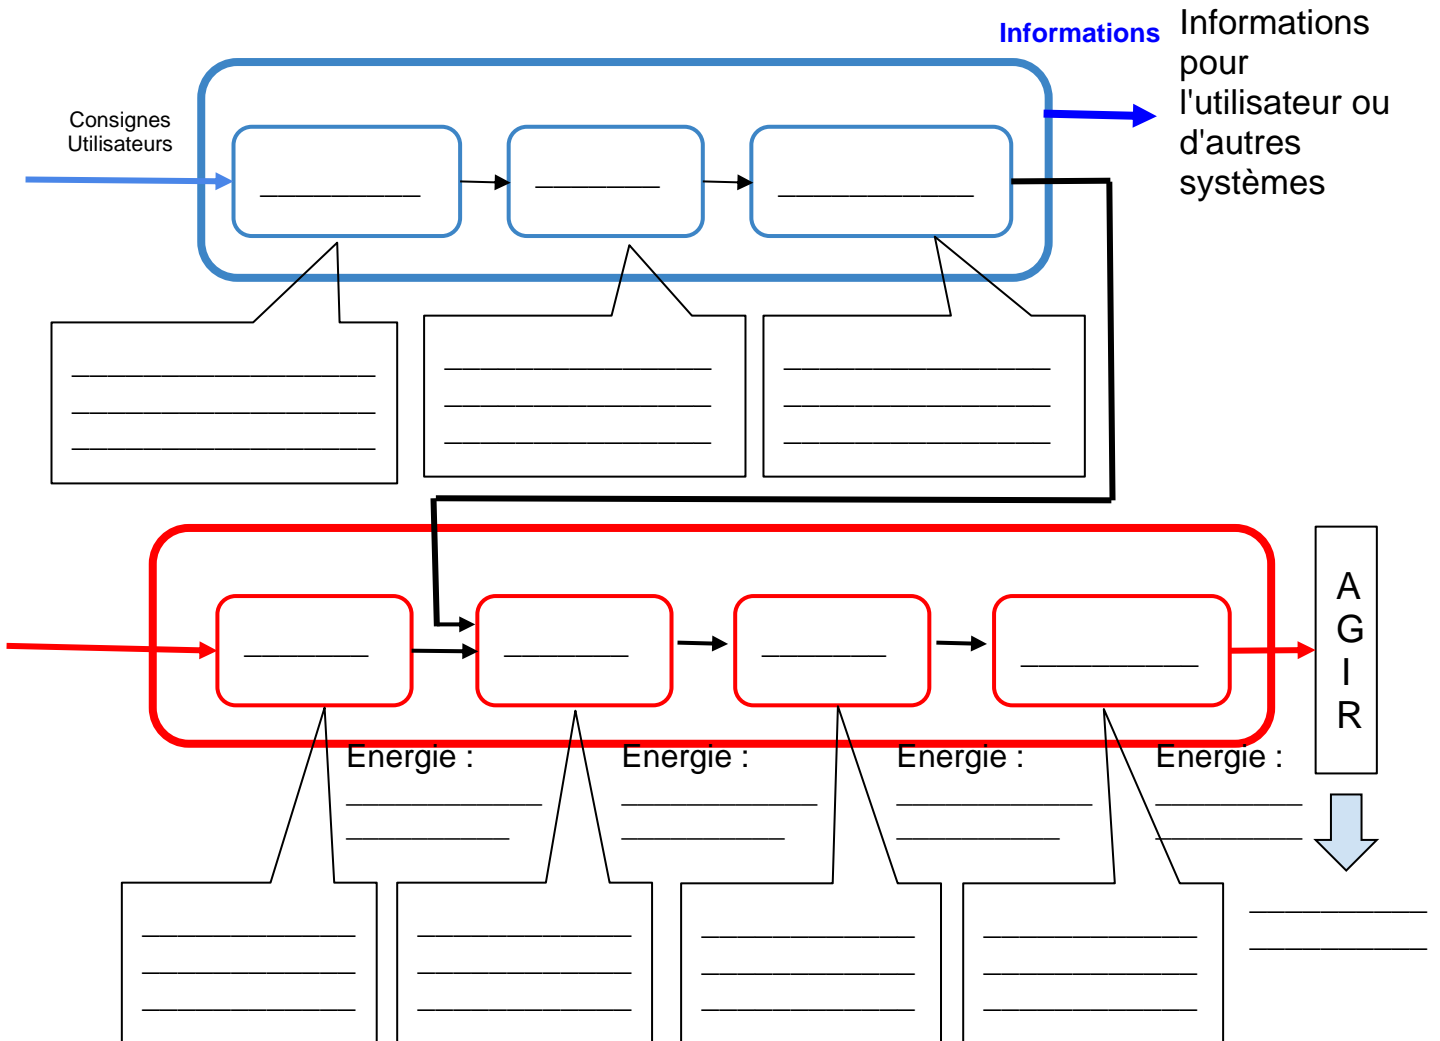 Informations
Informations
pour
l'utilisateur ou
d'autres
systèmes
Consignes
Utilisateurs
A
G
I
R
Energie :
Energie :
Energie :
Energie :